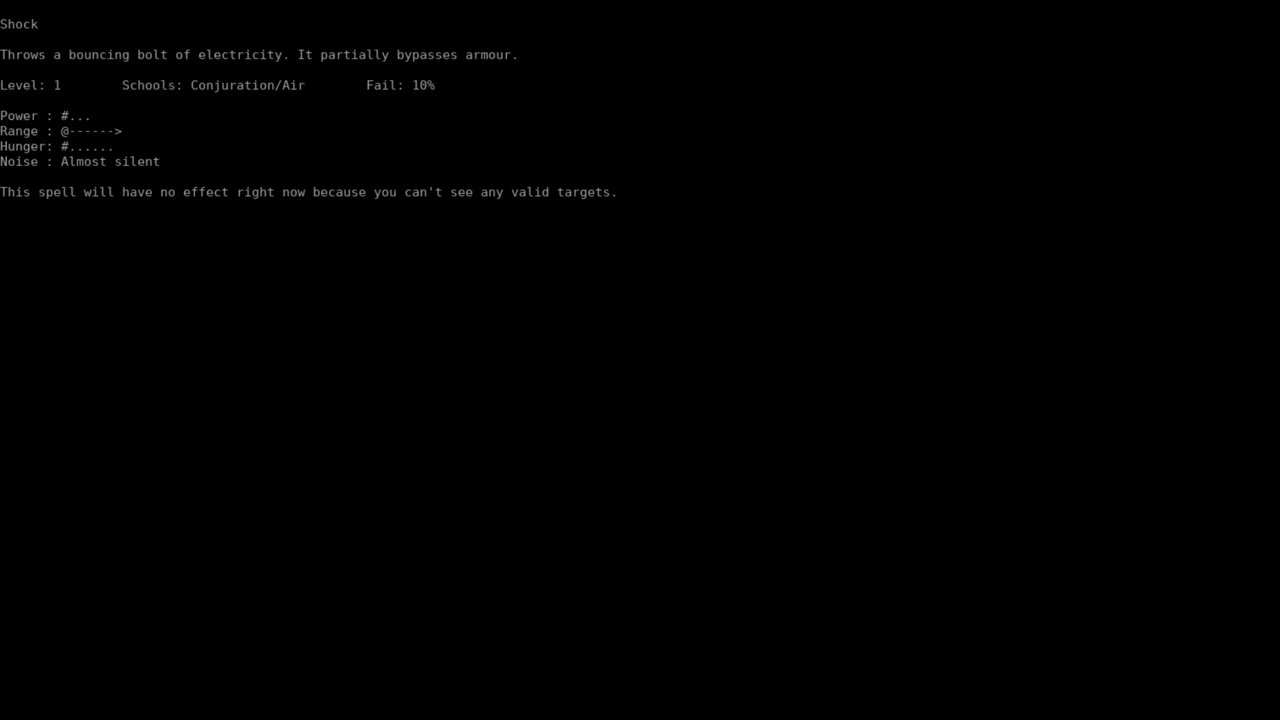 Shock
Throws a bouncing bolt of electricity. It partially bypasses armour.
Level: 1        Schools: Conjuration/Air        Fail: 10%
Power : #...
Range : @------>
Hunger: #......
Noise : Almost silent
This spell will have no effect right now because you can't see any valid targets.